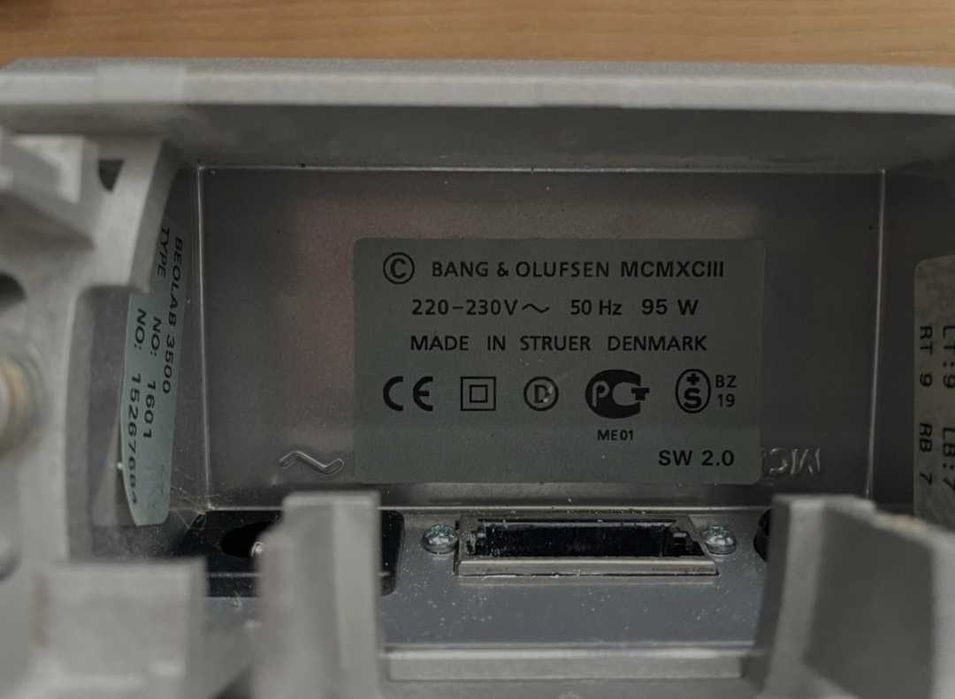 © BANG & OLUFSEN MCMXCIII
220-230V~ 50 Hz 95 W
MADE IN STRUER DENMARK
CE D PCT +S BZ 19
ME01
SW 2.0
BEOLAB 3500
TYPE NO: 1601
NO: 15267684
LT:9 LB:7
RT 9 RB 7